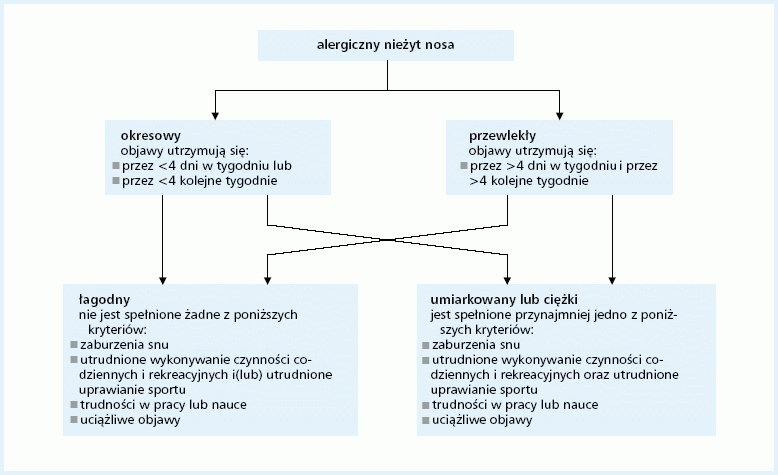 alergiczny nieżyt nosa
okresowy
objawy utrzymują się:
przez <4 dni w tygodniu lub
przez <4 kolejne tygodnie
przewlekły
objawy utrzymują się:
przez >4 dni w tygodniu i przez
>4 kolejne tygodnie
łagodny
nie jest spełnione żadne z poniższych
kryteriów:
zaburzenia snu
utrudnione wykonywanie czynności co-
dziennych i rekreacyjnych i(lub) utrudnione
uprawianie sportu
trudności w pracy lub nauce
uciążliwe objawy
umiarkowany lub ciężki
jest spełnione przynajmniej jedno z poniż-
szych kryteriów:
zaburzenia snu
utrudnione wykonywanie czynności co-
dziennych i rekreacyjnych oraz utrudnione
uprawianie sportu
trudności w pracy lub nauce
uciążliwe objawy